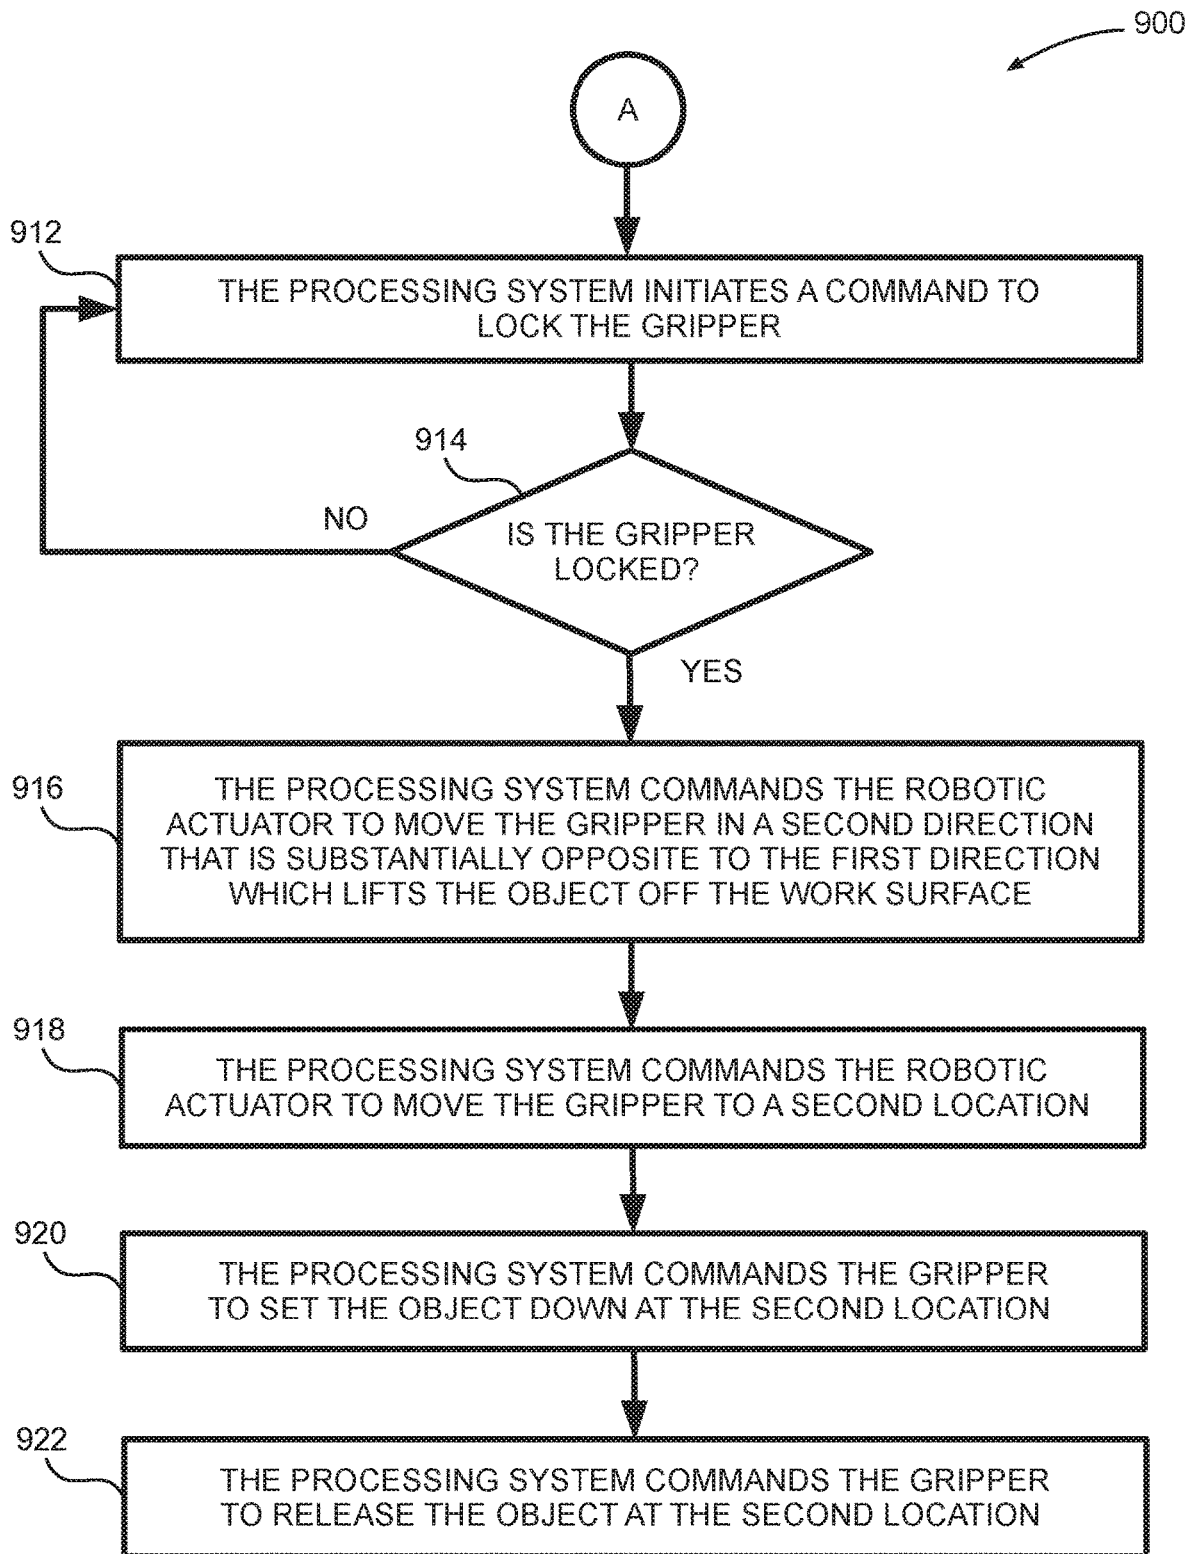 900
A
912
THE PROCESSING SYSTEM INITIATES A COMMAND TO
LOCK THE GRIPPER
914
IS THE GRIPPER
LOCKED?
NO
YES
916
THE PROCESSING SYSTEM COMMANDS THE ROBOTIC
ACTUATOR TO MOVE THE GRIPPER IN A SECOND DIRECTION
THAT IS SUBSTANTIALLY OPPOSITE TO THE FIRST DIRECTION
WHICH LIFTS THE OBJECT OFF THE WORK SURFACE
918
THE PROCESSING SYSTEM COMMANDS THE ROBOTIC
ACTUATOR TO MOVE THE GRIPPER TO A SECOND LOCATION
920
THE PROCESSING SYSTEM COMMANDS THE GRIPPER
TO SET THE OBJECT DOWN AT THE SECOND LOCATION
922
THE PROCESSING SYSTEM COMMANDS THE GRIPPER
TO RELEASE THE OBJECT AT THE SECOND LOCATION